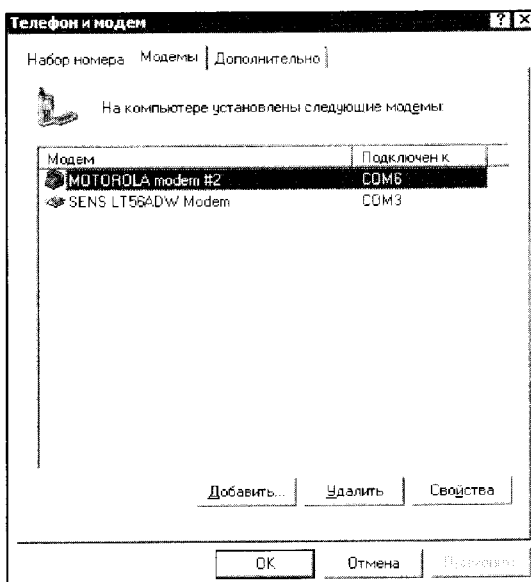 Телефон и модем
Набор номера Модемы Дополнительно
На компьютере установлены следующие модемы:
Модем Подключен к
MOTOROLA modem #2 COM6
SENS LT56ADW Modem COM3
Добавить... Удалить Свойства
OK Отмена